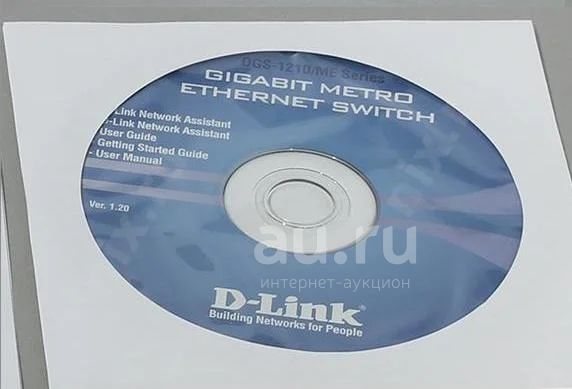 DGS-1210/ME Series
GIGABIT METRO
ETHERNET SWITCH
-Link Network Assistant
-Link Network Assistant
User Guide
Getting Started Guide
- User Manual
Ver. 1.20
au.ru
интернет-аукцион
D-Link
Building Networks for People